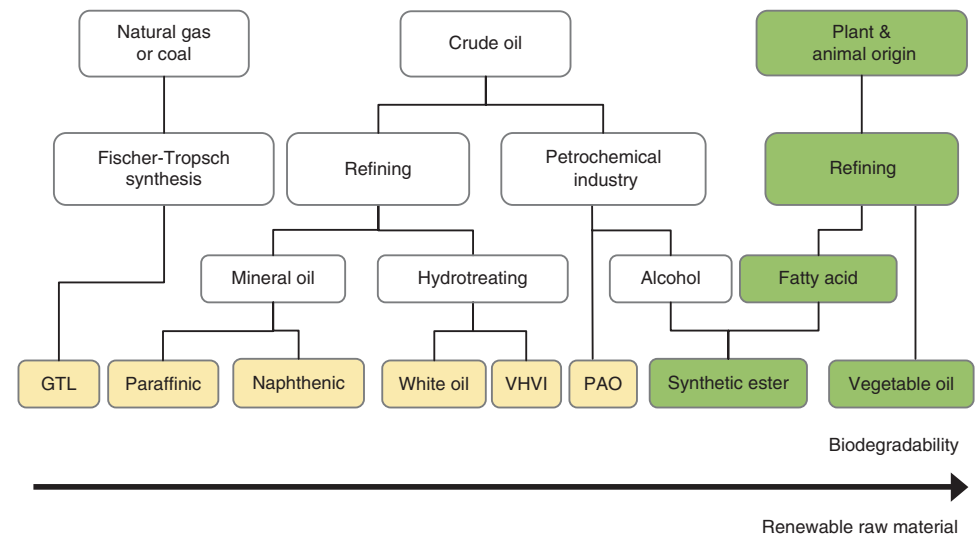 Natural gas
or coal
Crude oil
Plant &
animal origin
Fischer-Tropsch
synthesis
Refining
Petrochemical
industry
Refining
Mineral oil
Hydrotreating
Alcohol
Fatty acid
GTL
Paraffinic
Naphthenic
White oil
VHVI
PAO
Synthetic ester
Vegetable oil
Biodegradability
Renewable raw material